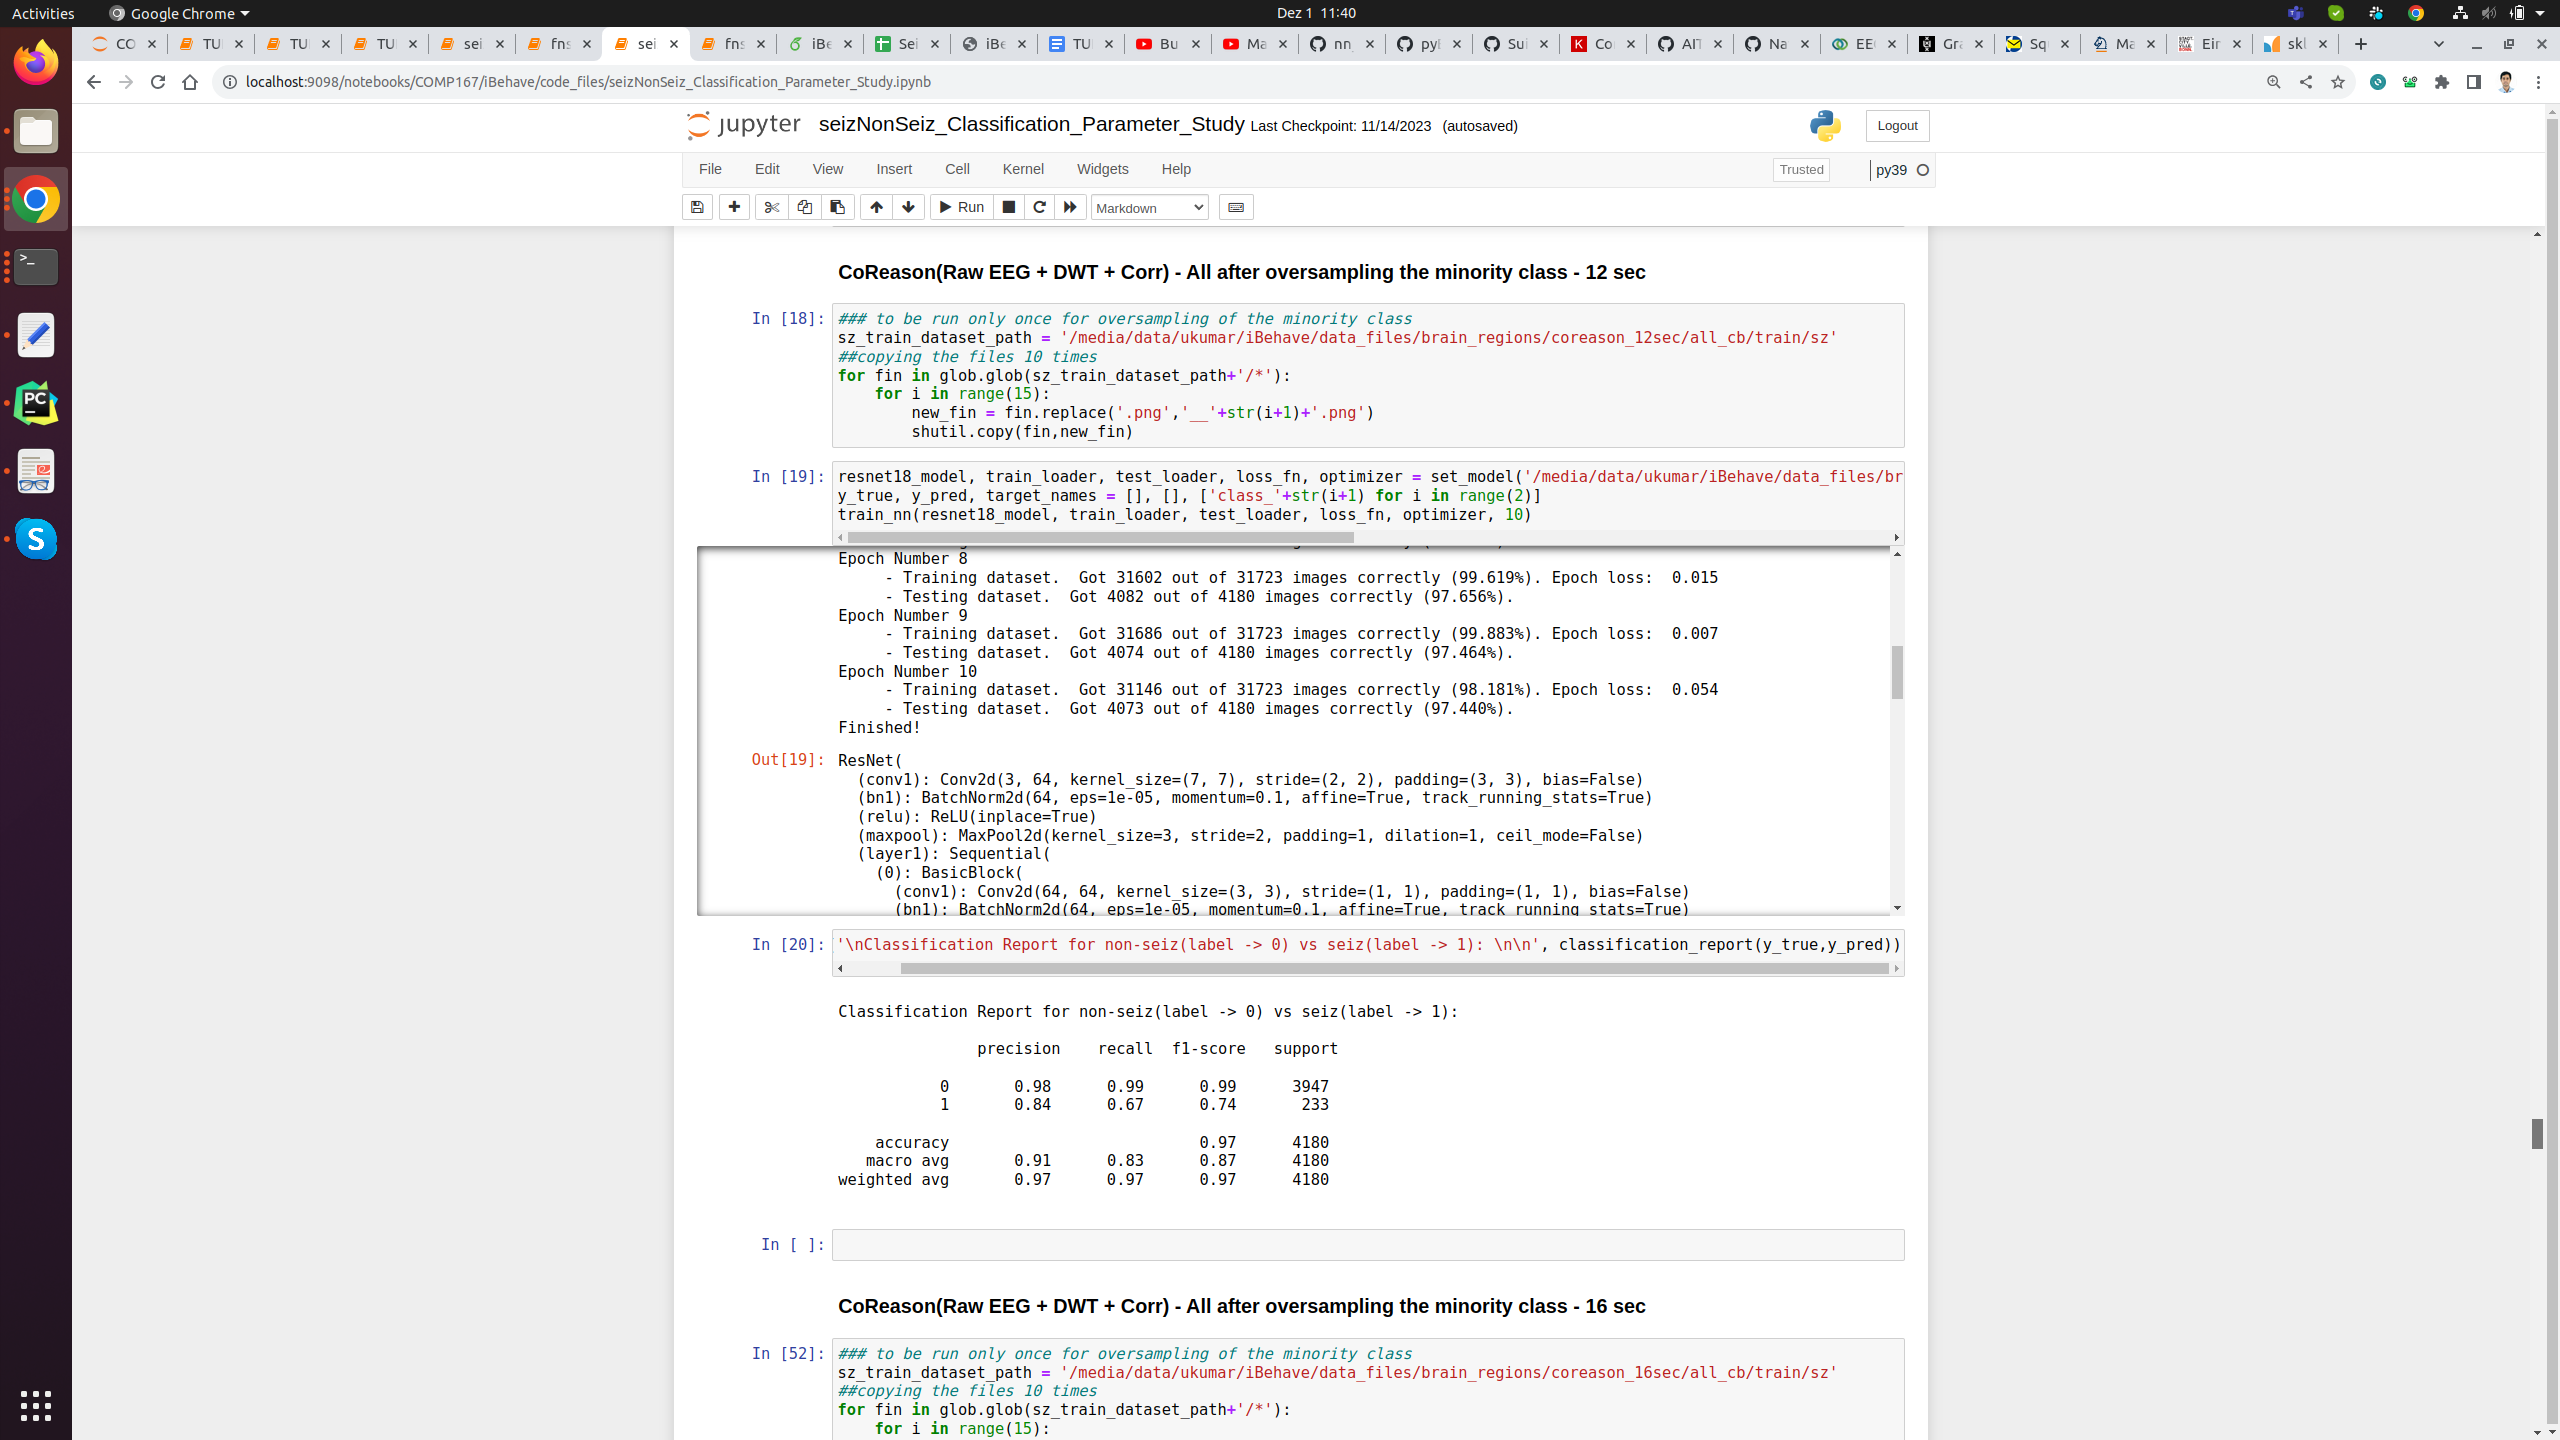 Activities
Google Chrome
Dez 1 11:40
CO
TU
TU
TU
sei
fns
sei
fns
iBe
Sei
iBe
TU
Bu
Ma
nn
pyl
Sui
Co
AIT
Na
EE
Gra
Squ
Ma
Eir
skl
localhost:9098/notebooks/COMP167/iBehave/code_files/seizNonSeiz_Classification_Parameter_Study.ipynb
jupyter seizNonSeiz_Classification_Parameter_Study Last Checkpoint: 11/14/2023 (autosaved)
Logout
File Edit View Insert Cell Kernel Widgets Help
Trusted
py39
Run
Markdown
CoReason(Raw EEG + DWT + Corr) - All after oversampling the minority class - 12 sec
In [18]:
### to be run only once for oversampling of the minority class
sz_train_dataset_path = '/media/data/ukumar/iBehave/data_files/brain_regions/coreason_12sec/all_cb/train/sz'
##copying the files 10 times
for fin in glob.glob(sz_train_dataset_path+'/*'):
    for i in range(15):
        new_fin = fin.replace('.png','__'+str(i+1)+'.png')
        shutil.copy(fin,new_fin)
In [19]:
resnet18_model, train_loader, test_loader, loss_fn, optimizer = set_model('/media/data/ukumar/iBehave/data_files/br
y_true, y_pred, target_names = [], [], ['class_'+str(i+1) for i in range(2)]
train_nn(resnet18_model, train_loader, test_loader, loss_fn, optimizer, 10)
Epoch Number 8
     - Training dataset.  Got 31602 out of 31723 images correctly (99.619%). Epoch loss:  0.015
     - Testing dataset.  Got 4082 out of 4180 images correctly (97.656%).
Epoch Number 9
     - Training dataset.  Got 31686 out of 31723 images correctly (99.883%). Epoch loss:  0.007
     - Testing dataset.  Got 4074 out of 4180 images correctly (97.464%).
Epoch Number 10
     - Training dataset.  Got 31146 out of 31723 images correctly (98.181%). Epoch loss:  0.054
     - Testing dataset.  Got 4073 out of 4180 images correctly (97.440%).
Finished!
Out[19]:
ResNet(
  (conv1): Conv2d(3, 64, kernel_size=(7, 7), stride=(2, 2), padding=(3, 3), bias=False)
  (bn1): BatchNorm2d(64, eps=1e-05, momentum=0.1, affine=True, track_running_stats=True)
  (relu): ReLU(inplace=True)
  (maxpool): MaxPool2d(kernel_size=3, stride=2, padding=1, dilation=1, ceil_mode=False)
  (layer1): Sequential(
    (0): BasicBlock(
      (conv1): Conv2d(64, 64, kernel_size=(3, 3), stride=(1, 1), padding=(1, 1), bias=False)
      (bn1): BatchNorm2d(64, eps=1e-05, momentum=0.1, affine=True, track_running_stats=True)
In [20]:
'\nClassification Report for non-seiz(label -> 0) vs seiz(label -> 1): \n\n', classification_report(y_true,y_pred))
Classification Report for non-seiz(label -> 0) vs seiz(label -> 1):
precision    recall  f1-score   support
0       0.98      0.99      0.99      3947
1       0.84      0.67      0.74       233
accuracy                           0.97      4180
macro avg       0.91      0.83      0.87      4180
weighted avg       0.97      0.97      0.97      4180
In [ ]:
CoReason(Raw EEG + DWT + Corr) - All after oversampling the minority class - 16 sec
In [52]:
### to be run only once for oversampling of the minority class
sz_train_dataset_path = '/media/data/ukumar/iBehave/data_files/brain_regions/coreason_16sec/all_cb/train/sz'
##copying the files 10 times
for fin in glob.glob(sz_train_dataset_path+'/*'):
    for i in range(15):